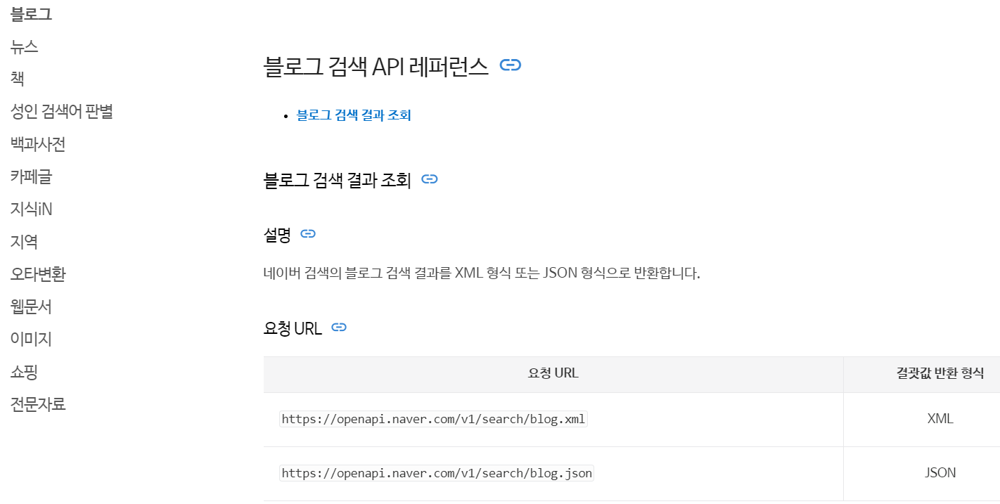 블로그
뉴스
책
성인 검색어 판별
백과사전
카페글
지식iN
지역
오타변환
웹문서
이미지
쇼핑
전문자료
블로그 검색 API 레퍼런스
블로그 검색 결과 조회
블로그 검색 결과 조회
설명
네이버 검색의 블로그 검색 결과를 XML 형식 또는 JSON 형식으로 반환합니다.
요청 URL
요청 URL 결괏값 반환 형식
https://openapi.naver.com/v1/search/blog.xml XML
https://openapi.naver.com/v1/search/blog.json JSON